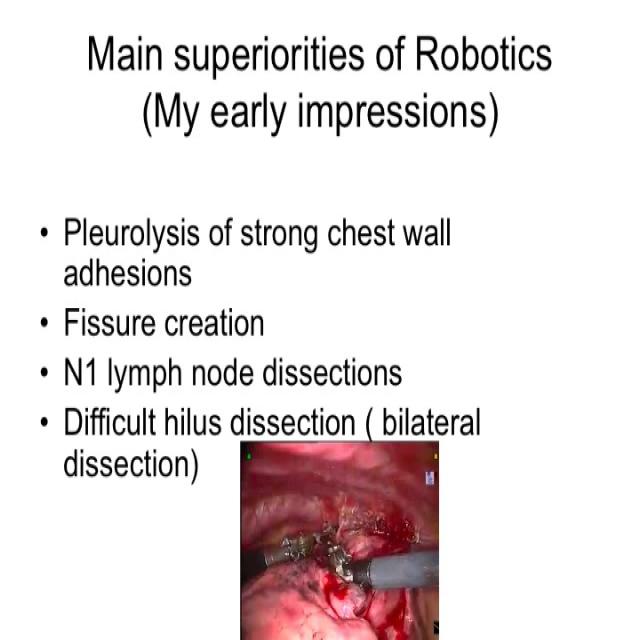 Main superiorities of Robotics
(My early impressions)
• Pleurolysis of strong chest wall
adhesions
• Fissure creation
• N1 lymph node dissections
• Difficult hilus dissection ( bilateral
dissection)